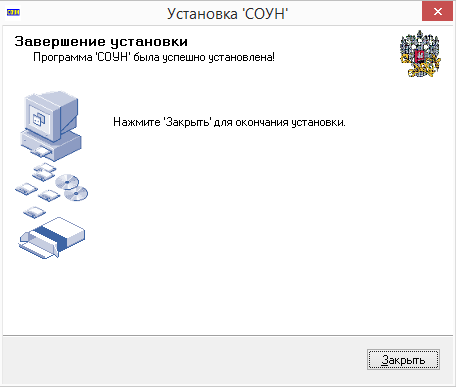 Установка 'СОУН'
Завершение установки
Программа 'СОУН' была успешно установлена!
Нажмите 'Закрыть' для окончания установки.
Закрыть